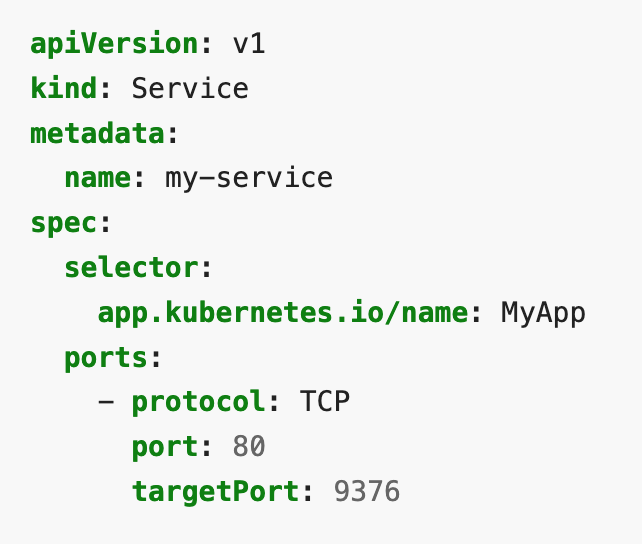 apiVersion: v1
kind: Service
metadata:
  name: my-service
spec:
  selector:
    app.kubernetes.io/name: MyApp
  ports:
    - protocol: TCP
      port: 80
      targetPort: 9376